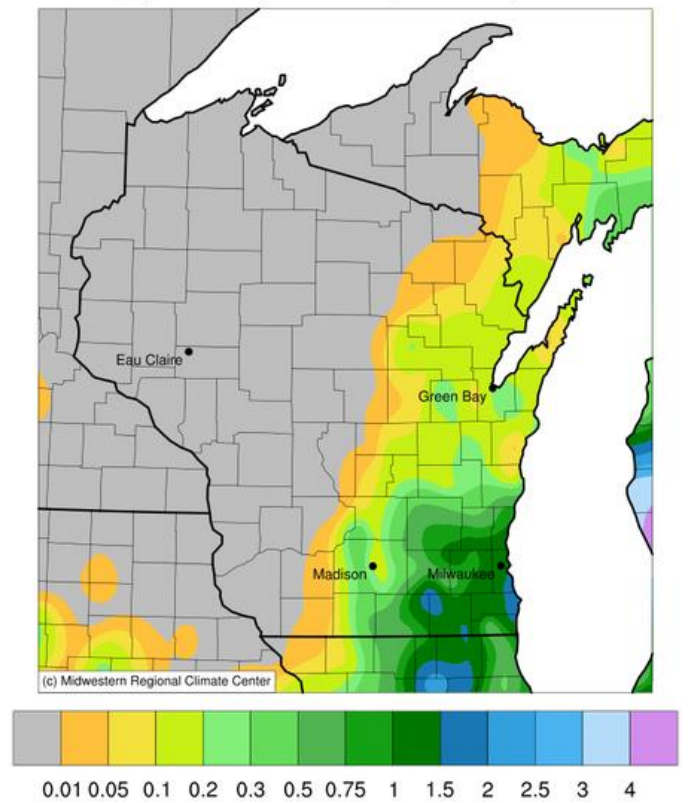 Eau Claire
Green Bay
Madison
Milwaukee
(c) Midwestern Regional Climate Center
0.01 0.05 0.1 0.2 0.3 0.5 0.75 1 1.5 2 2.5 3 4